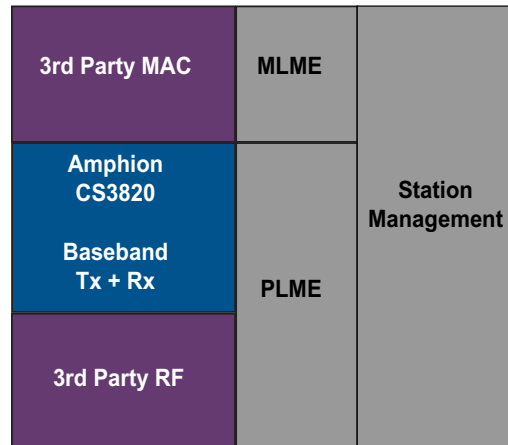 3rd Party MAC
MLME
Amphion
CS3820
Baseband
Tx + Rx
PLME
Station
Management
3rd Party RF